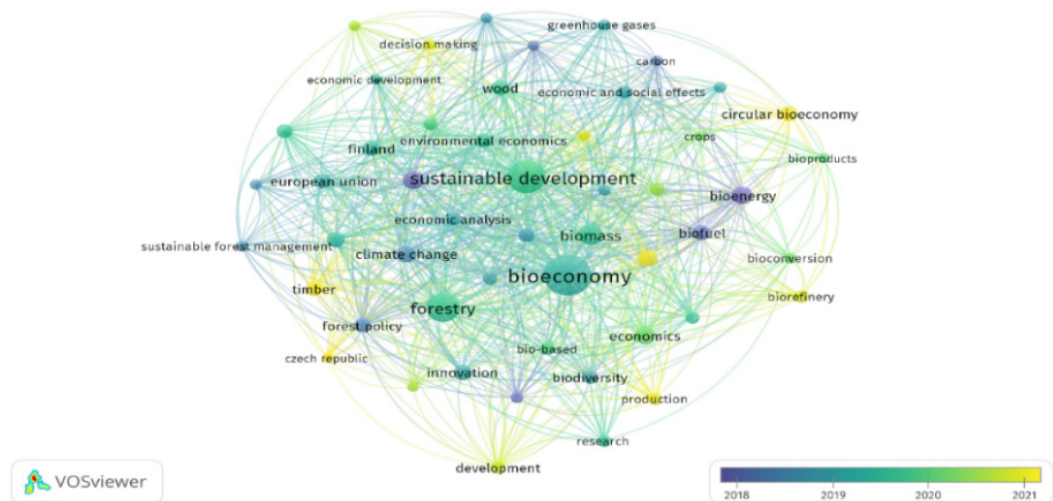 greenhouse gases
decision making
carbon
economic development
wood
economic and social effects
circular bioeconomy
environmental economics
crops
finland
bioproducts
european union
sustainable development
bioenergy
economic analysis
biomass
biofuel
sustainable forest management
climate change
bioconversion
bioeconomy
timber
biorefinery
forestry
forest policy
economics
bio-based
czech republic
innovation
biodiversity
production
research
development
VOSviewer
2018 2019 2020 2021